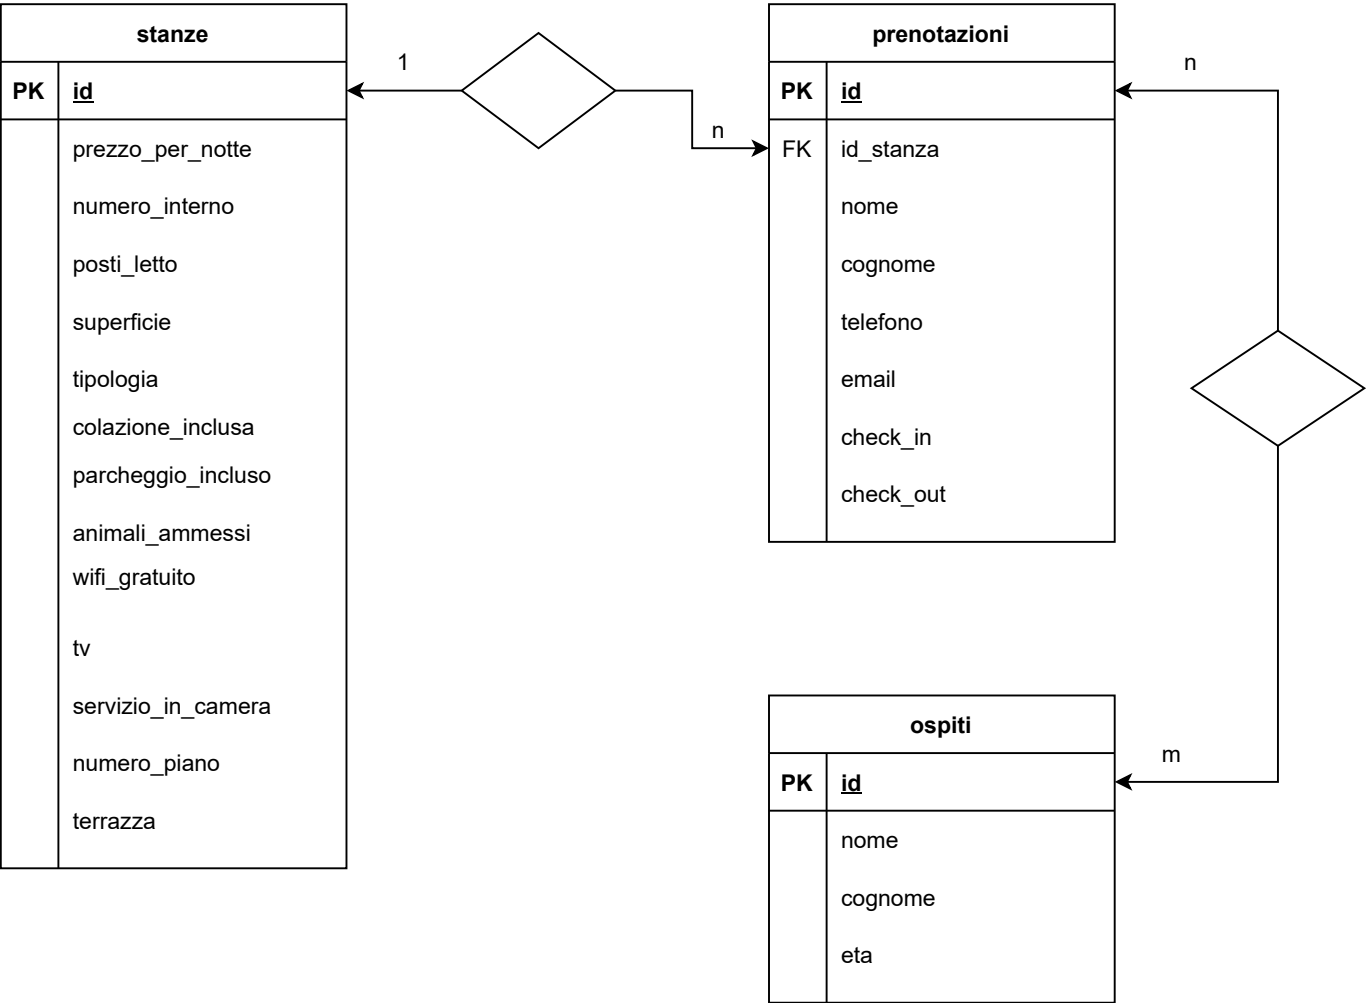 stanze
PK id
prezzo_per_notte
numero_interno
posti_letto
superficie
tipologia
colazione_inclusa
parcheggio_incluso
animali_ammessi
wifi_gratuito
tv
servizio_in_camera
numero_piano
terrazza
1
n
prenotazioni
PK id
FK id_stanza
nome
cognome
telefono
email
check_in
check_out
n
m
ospiti
PK id
nome
cognome
eta